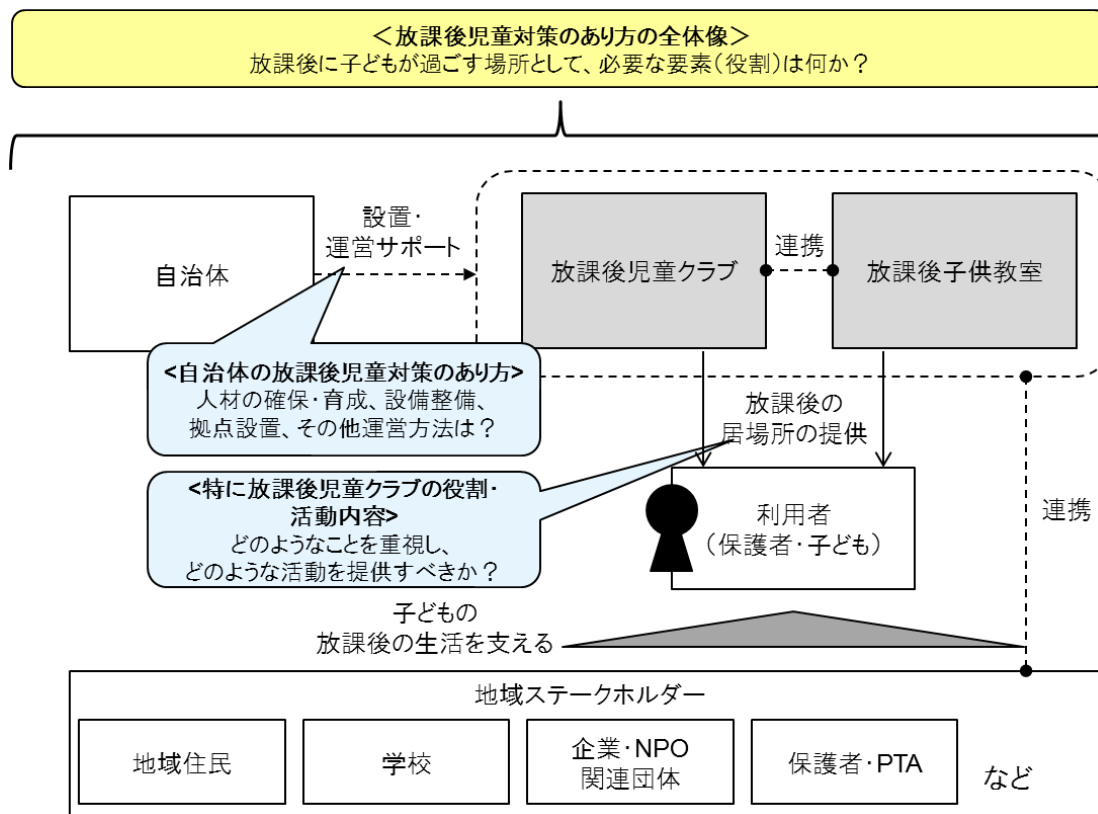 ＜放課後児童対策のあり方の全体像＞
放課後に子どもが過ごす場所として、必要な要素（役割）は何か？
自治体
設置・
運営サポート
放課後児童クラブ
連携
放課後子供教室
<自治体の放課後児童対策のあり方>
人材の確保・育成、設備整備、
拠点設置、その他運営方法は？
放課後の
居場所の提供
<特に放課後児童クラブの役割・
活動内容>
どのようなことを重視し、
どのような活動を提供すべきか？
利用者
（保護者・子ども）
連携
子どもの
放課後の生活を支える
地域ステークホルダー
地域住民
学校
企業・NPO
関連団体
保護者・PTA
など